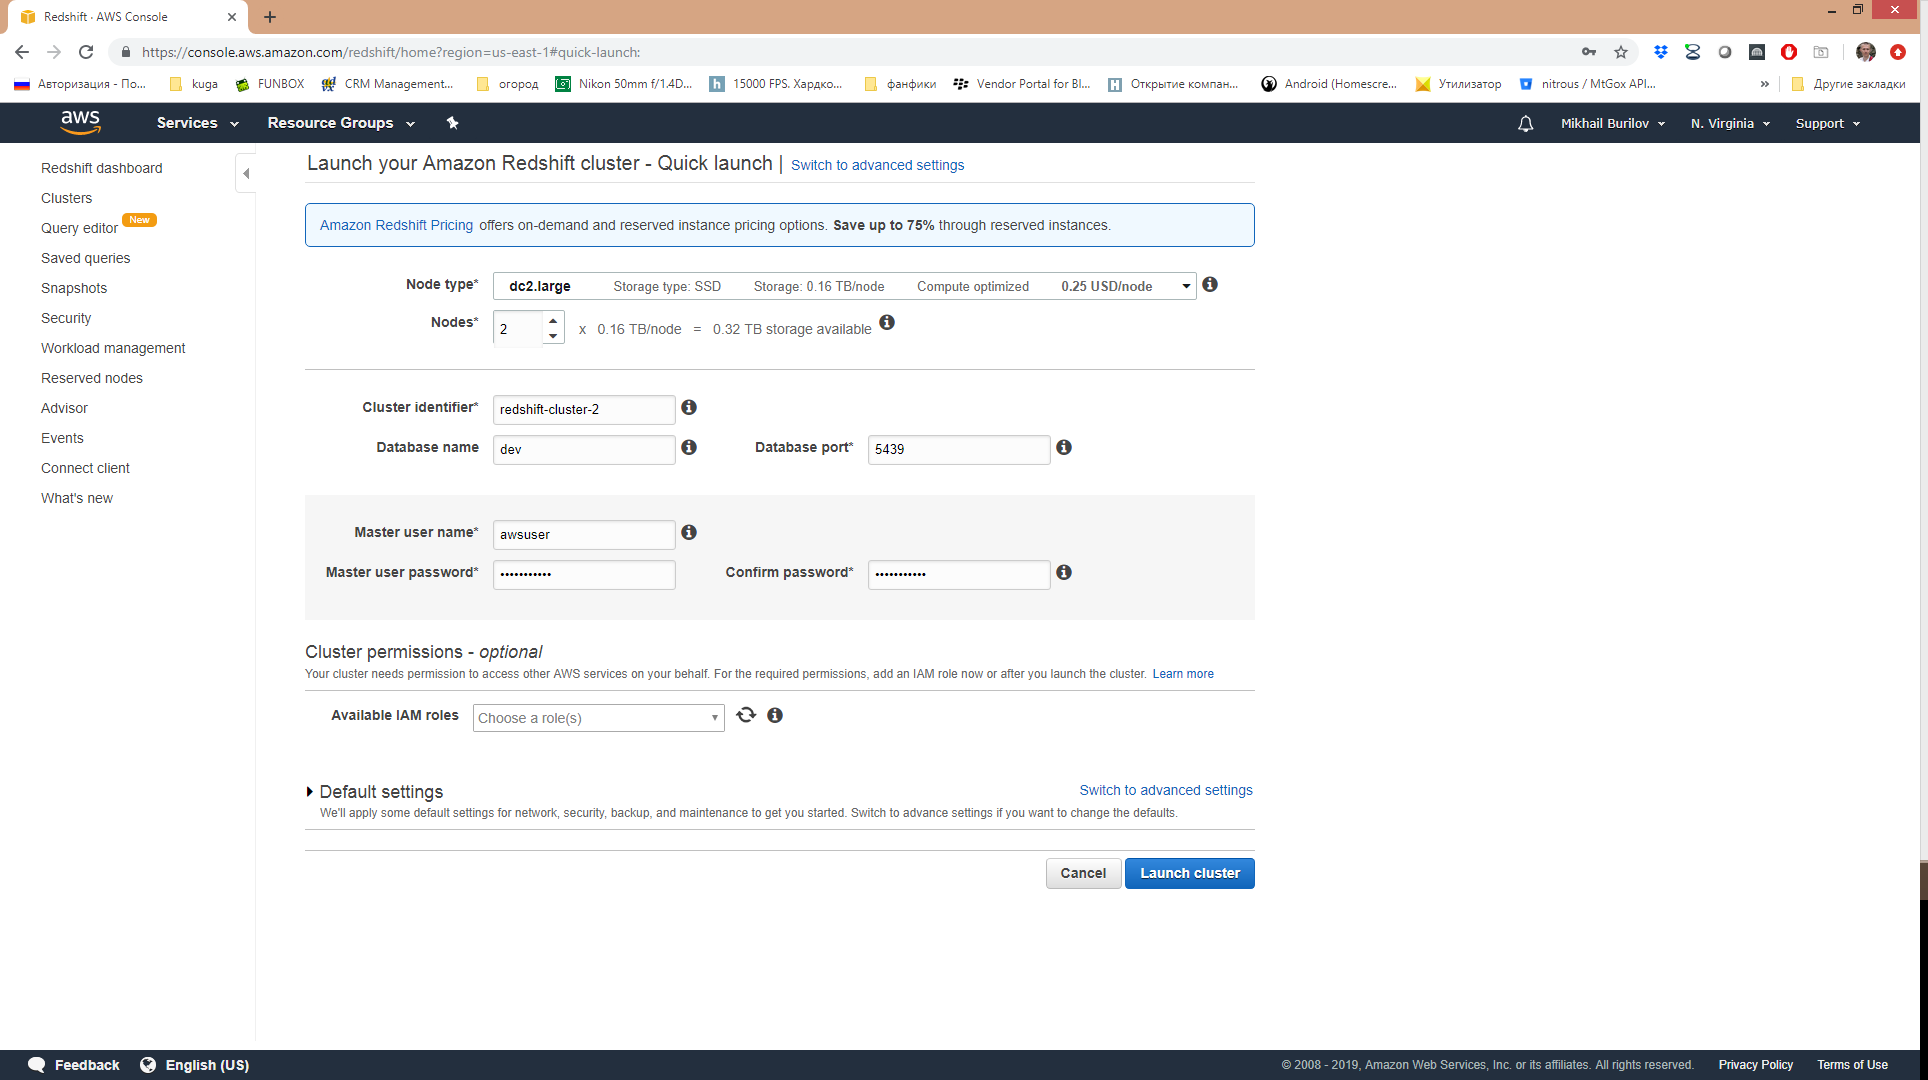 Redshift · AWS Console
https://console.aws.amazon.com/redshift/home?region=us-east-1#quick-launch:
Авторизация - По...
kuga
FUNBOX
CRM Management...
огород
Nikon 50mm f/1.4D...
15000 FPS. Хардко...
фанфики
Vendor Portal for Bl...
Открытие компан...
Android (Homescre...
Утилизатор
nitrous / MtGox API...
»
Другие закладки
aws
Services
Resource Groups
Mikhail Burilov
N. Virginia
Support
Redshift dashboard
Clusters
Query editor New
Saved queries
Snapshots
Security
Workload management
Reserved nodes
Advisor
Events
Connect client
What's new
Launch your Amazon Redshift cluster - Quick launch | Switch to advanced settings
Amazon Redshift Pricing offers on-demand and reserved instance pricing options. Save up to 75% through reserved instances.
Node type* dc2.large Storage type: SSD Storage: 0.16 TB/node Compute optimized 0.25 USD/node
Nodes* 2 x 0.16 TB/node = 0.32 TB storage available
Cluster identifier* redshift-cluster-2
Database name dev Database port* 5439
Master user name* awsuser
Master user password* ••••••••••• Confirm password* •••••••••••
Cluster permissions - optional
Your cluster needs permission to access other AWS services on your behalf. For the required permissions, add an IAM role now or after you launch the cluster. Learn more
Available IAM roles Choose a role(s)
Default settings Switch to advanced settings
We'll apply some default settings for network, security, backup, and maintenance to get you started. Switch to advance settings if you want to change the defaults.
Cancel Launch cluster
Feedback English (US) © 2008 - 2019, Amazon Web Services, Inc. or its affiliates. All rights reserved. Privacy Policy Terms of Use